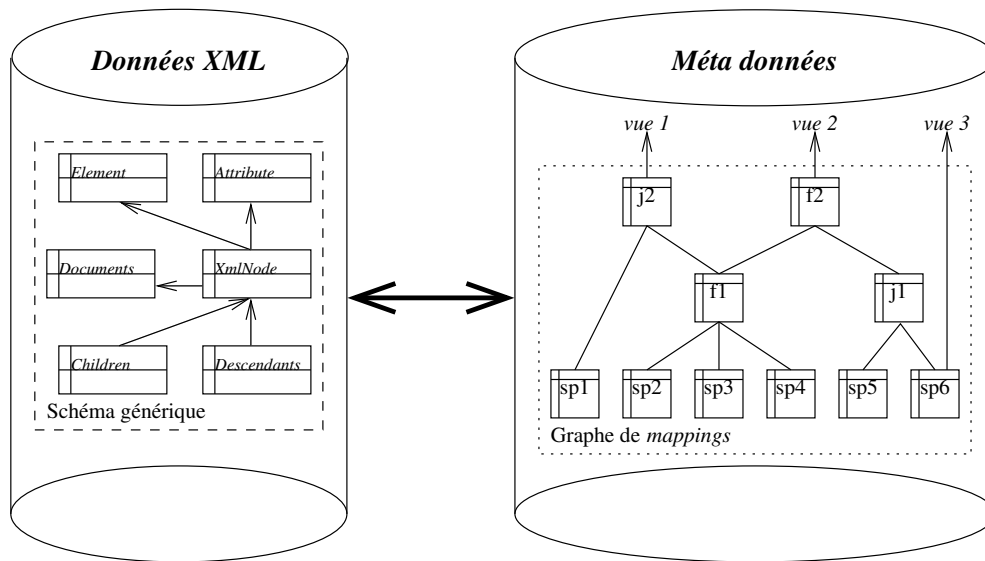 Données XML
Element
Attribute
Documents
XmlNode
Children
Descendants
Schéma générique
Méta données
vue 1
vue 2
vue 3
j2
f2
f1
j1
sp1
sp2
sp3
sp4
sp5
sp6
Graphe de mappings